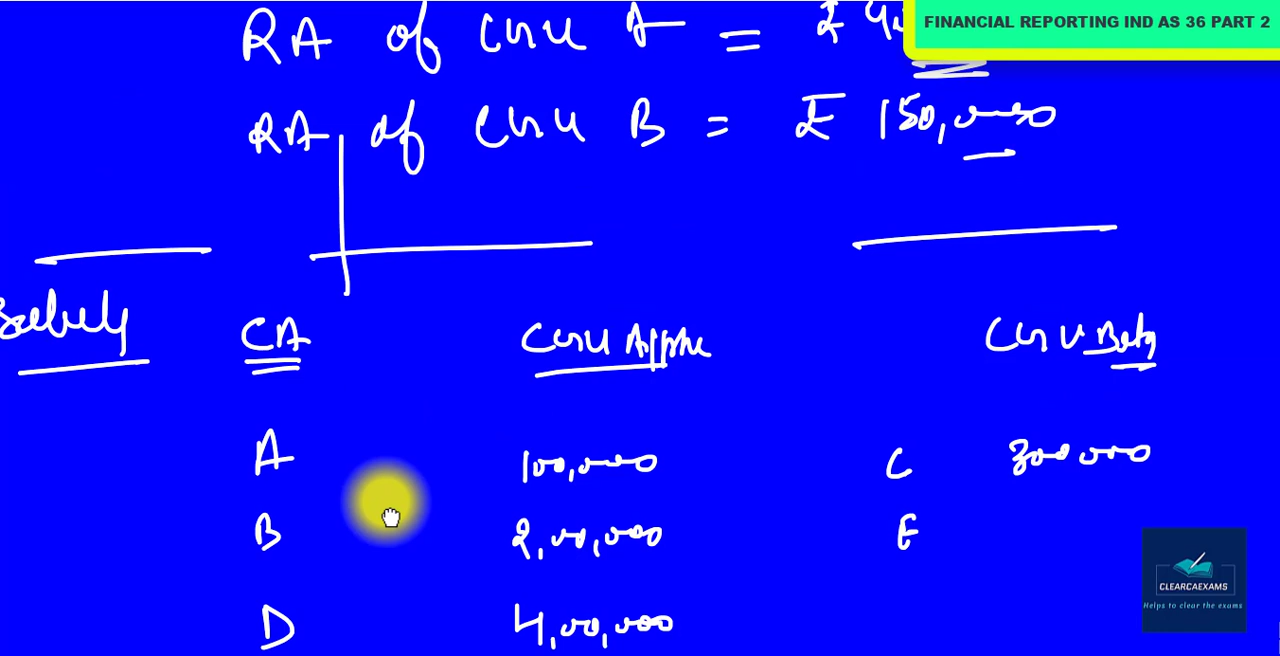 RA of CGU A = ₹ 4
FINANCIAL REPORTING IND AS 36 PART 2
RA of CGU B = ₹ 150,000
CA CGU Alpha CGU Beta
A 100,000 C 300000
B 2,00,000 E
D 4,00,000
CLEARCAEXAMS
Helps to clear the exams